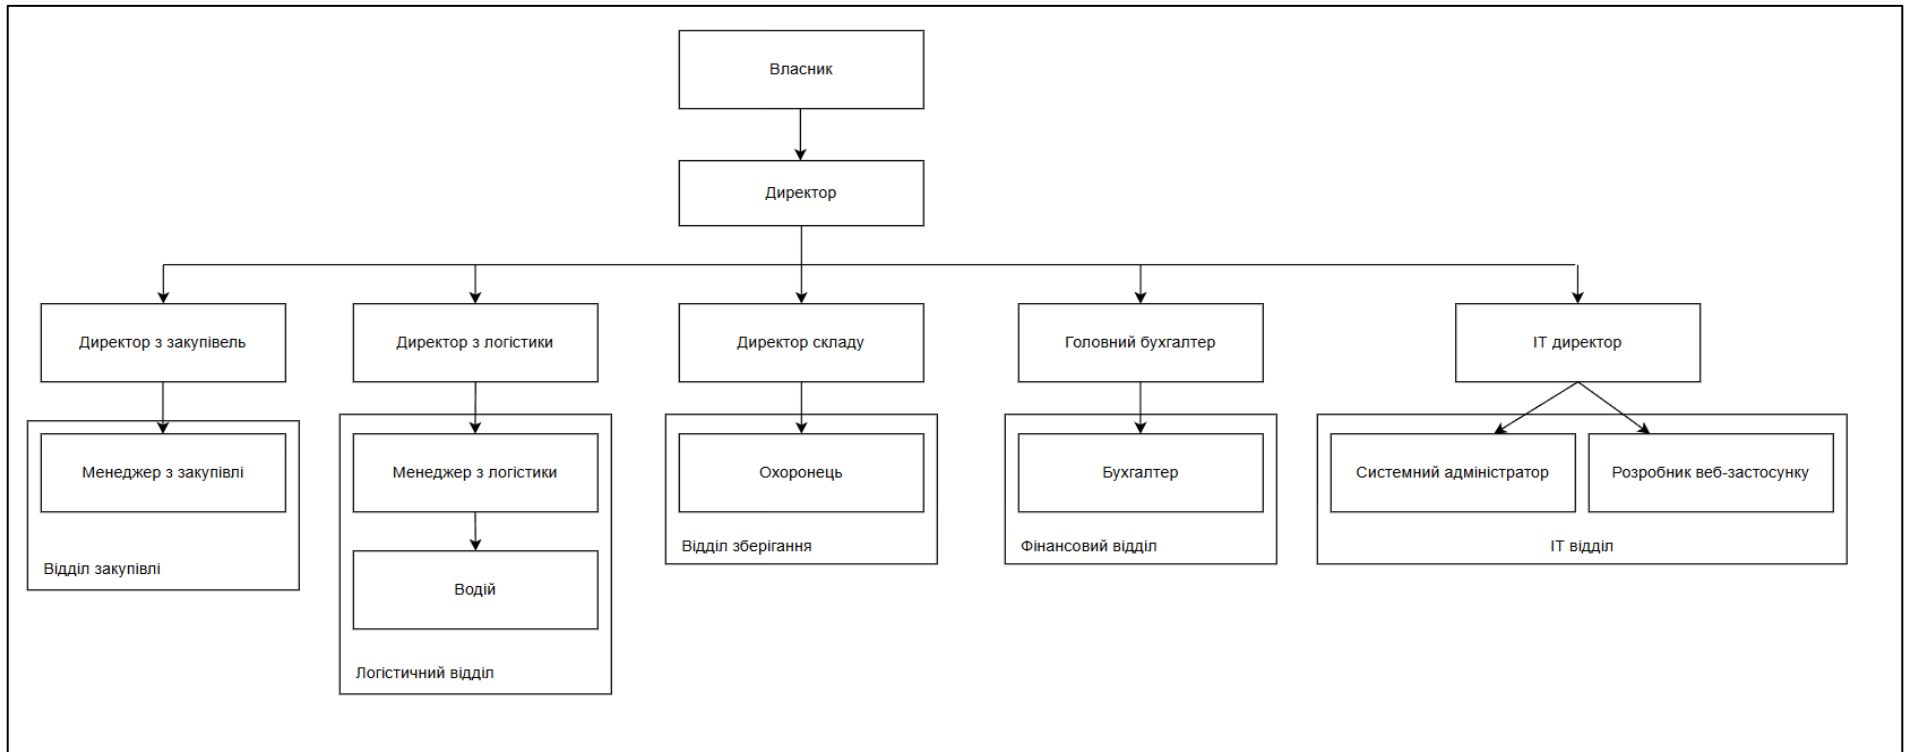 Власник
Директор
Директор з закупівель
Директор з логістики
Директор складу
Головний бухгалтер
ІТ директор
Менеджер з закупівлі
Менеджер з логістики
Охоронець
Бухгалтер
Системний адміністратор
Розробник веб-застосунку
Відділ закупівлі
Водій
Логістичний відділ
Відділ зберігання
Фінансовий відділ
ІТ відділ